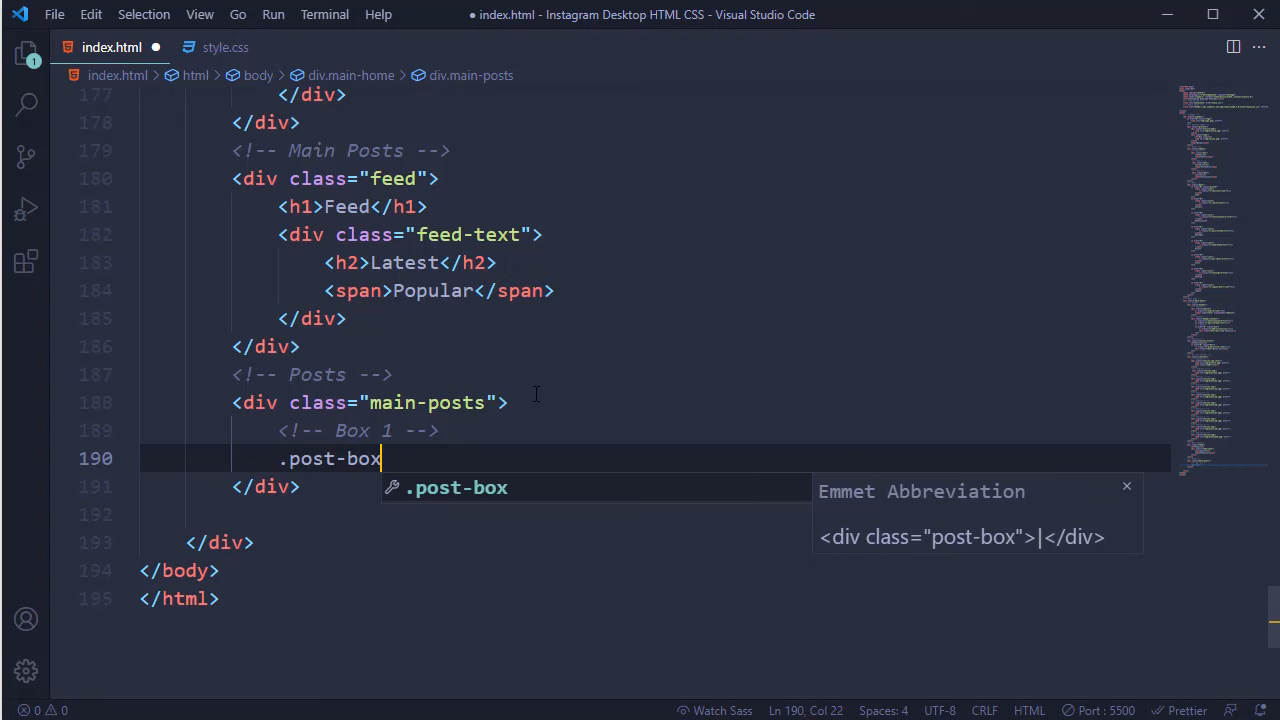 File Edit Selection View Go Run Terminal Help
● index.html - Instagram Desktop HTML CSS - Visual Studio Code
index.html ● style.css
index.html > html > body > div.main-home > div.main-posts
1
177 </div>
178 </div>
179 <!-- Main Posts -->
180 <div class="feed">
181 <h1>Feed</h1>
182 <div class="feed-text">
183 <h2>Latest</h2>
184 <span>Popular</span>
185 </div>
186 </div>
187 <!-- Posts -->
188 <div class="main-posts">
189 <!-- Box 1 -->
190 .post-box
191 </div>
.post-box
Emmet Abbreviation
<div class="post-box">|</div>
192
193 </div>
194 </body>
195 </html>
0 0 Watch Sass Ln 190, Col 22 Spaces: 4 UTF-8 CRLF HTML Port : 5500 Prettier